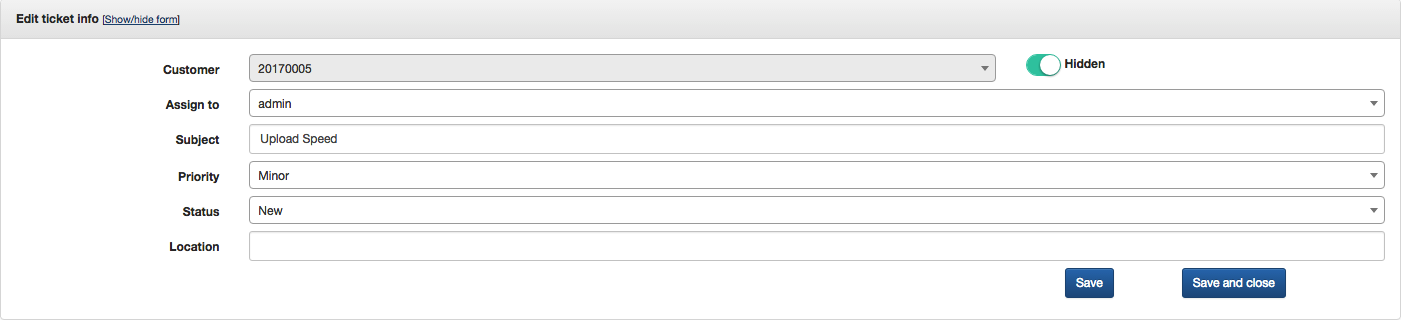 Edit ticket info [Show/hide form]
Customer 20170005 Hidden
Assign to admin
Subject Upload Speed
Priority Minor
Status New
Location
Save Save and close